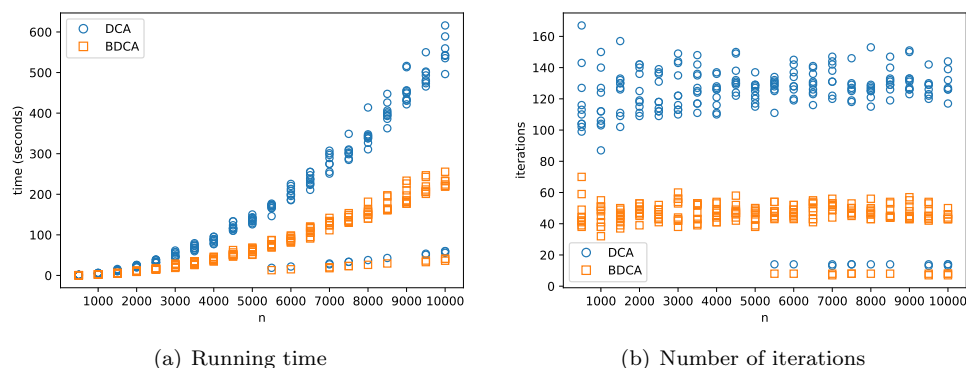 600
500
400
300
200
100
0
time (seconds)
DCA
BDCA
1000 2000 3000 4000 5000 6000 7000 8000 9000 10000
n
160
140
120
100
80
60
40
20
0
iterations
DCA
BDCA
1000 2000 3000 4000 5000 6000 7000 8000 9000 10000
n
(a) Running time
(b) Number of iterations